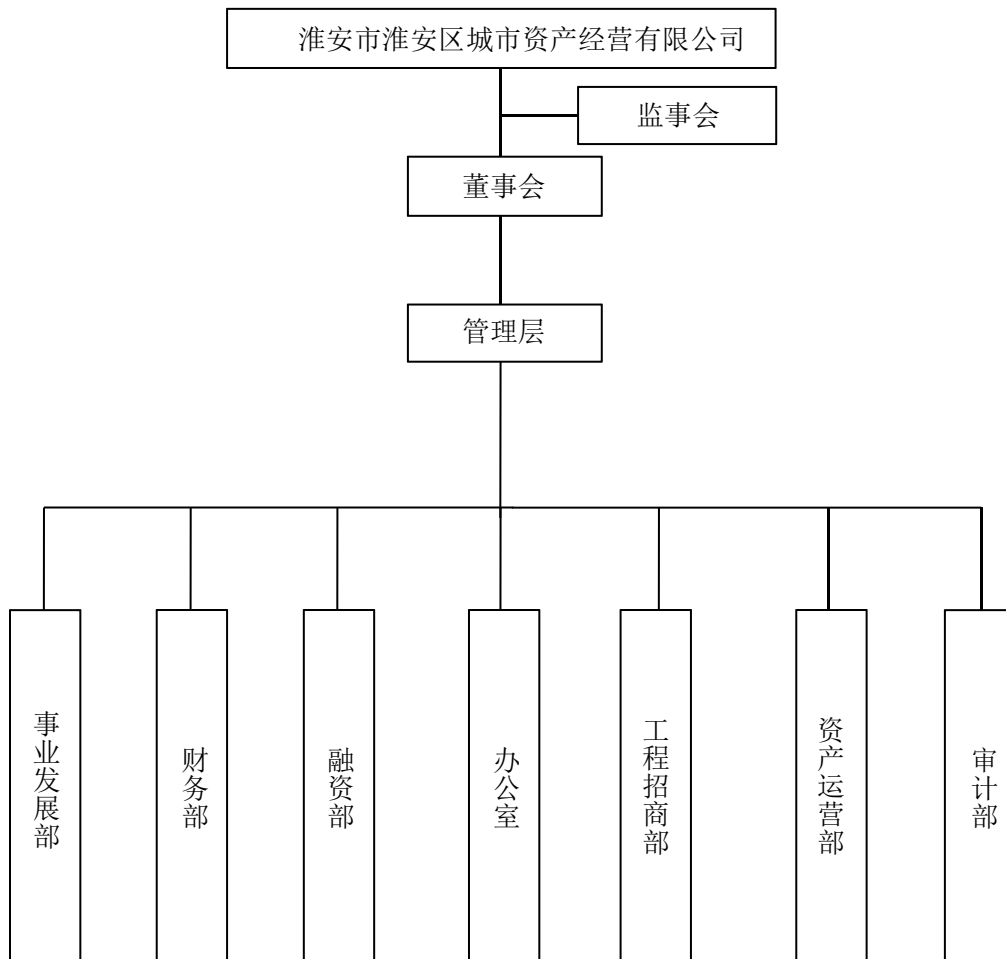 淮安市淮安区城市资产经营有限公司
监事会
董事会
管理层
事业发展部
财务部
融资部
办公室
工程招商部
资产运营部
审计部